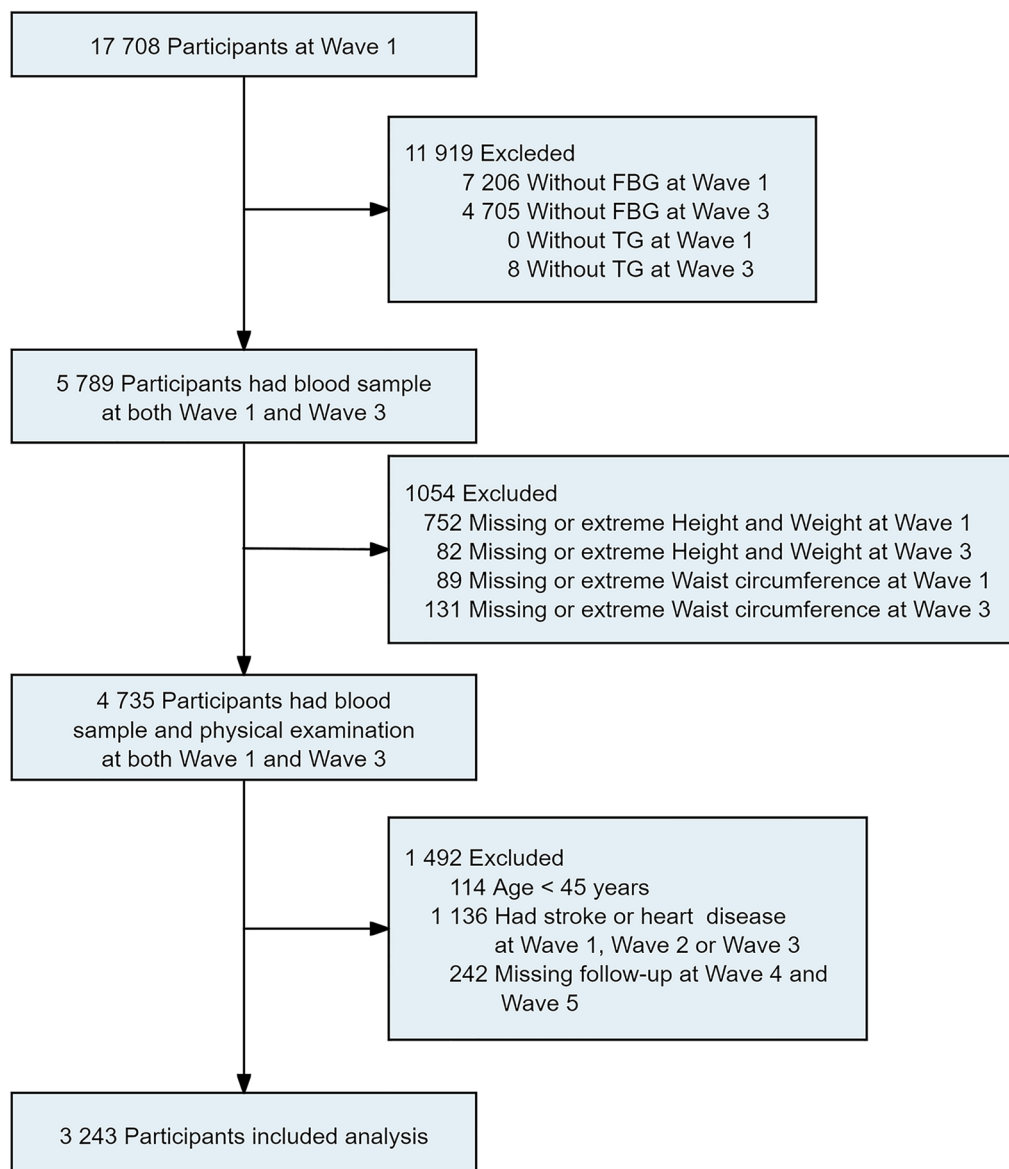 17 708 Participants at Wave 1
11 919 Excleded
7 206 Without FBG at Wave 1
4 705 Without FBG at Wave 3
0 Without TG at Wave 1
8 Without TG at Wave 3
5 789 Participants had blood sample
at both Wave 1 and Wave 3
1054 Excluded
752 Missing or extreme Height and Weight at Wave 1
82 Missing or extreme Height and Weight at Wave 3
89 Missing or extreme Waist circumference at Wave 1
131 Missing or extreme Waist circumference at Wave 3
4 735 Participants had blood
sample and physical examination
at both Wave 1 and Wave 3
1 492 Excluded
114 Age < 45 years
1 136 Had stroke or heart disease
at Wave 1, Wave 2 or Wave 3
242 Missing follow-up at Wave 4 and
Wave 5
3 243 Participants included analysis